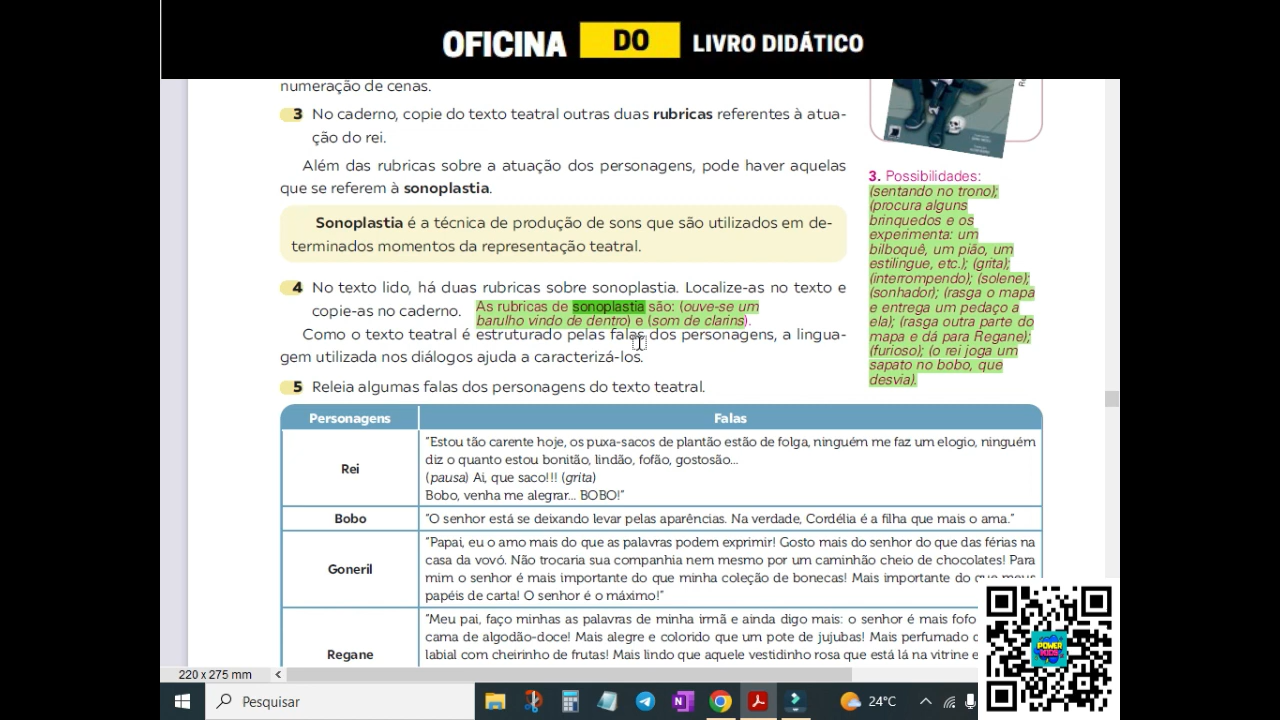 OFICINA DO LIVRO DIDÁTICO
numeração de cenas.
3 No caderno, copie do texto teatral outras duas rubricas referentes à atua-
ção do rei.
Além das rubricas sobre a atuação dos personagens, pode haver aquelas
que se referem à sonoplastia.
Sonoplastia é a técnica de produção de sons que são utilizados em de-
terminados momentos da representação teatral.
4 No texto lido, há duas rubricas sobre sonoplastia. Localize-as no texto e
copie-as no caderno.
As rubricas de sonoplastia são: (ouve-se um
barulho vindo de dentro) e (som de clarins).
Como o texto teatral é estruturado pelas falas dos personagens, a lingua-
gem utilizada nos diálogos ajuda a caracterizá-los.
5 Releia algumas falas dos personagens do texto teatral.
3. Possibilidades:
(sentando no trono);
(procura alguns
brinquedos e os
experimenta: um
bilboquê, um pião, um
estilingue, etc.); (grita);
(interrompendo); (solene);
(sonhador); (rasga o mapa
e entrega um pedaço a
ela); (rasga outra parte do
mapa e dá para Regane);
(furioso); (o rei joga um
sapato no bobo, que
desvia).
Personagens Falas
Rei
"Estou tão carente hoje, os puxa-sacos de plantão estão de folga, ninguém me faz um elogio, ninguém
diz o quanto estou bonitão, lindão, fofão, gostosão...
(pausa) Ai, que saco!!! (grita)
Bobo, venha me alegrar... BOBO!"
Bobo
"O senhor está se deixando levar pelas aparências. Na verdade, Cordélia é a filha que mais o ama."
Goneril
"Papai, eu o amo mais do que as palavras podem exprimir! Gosto mais do senhor do que das férias na
casa da vovó. Não trocaria sua companhia nem mesmo por um caminhão cheio de chocolates! Para
mim o senhor é mais importante do que minha coleção de bonecas! Mais importante do que meus
papéis de carta! O senhor é o máximo!"
Regane
"Meu pai, faço minhas as palavras de minha irmã e ainda digo mais: o senhor é mais fofo
cama de algodão-doce! Mais alegre e colorido que um pote de jujubas! Mais perfumado
labial com cheirinho de frutas! Mais lindo que aquele vestidinho rosa que está lá na vitrine
POWER KIDS
220 x 275 mm
Pesquisar
24°C